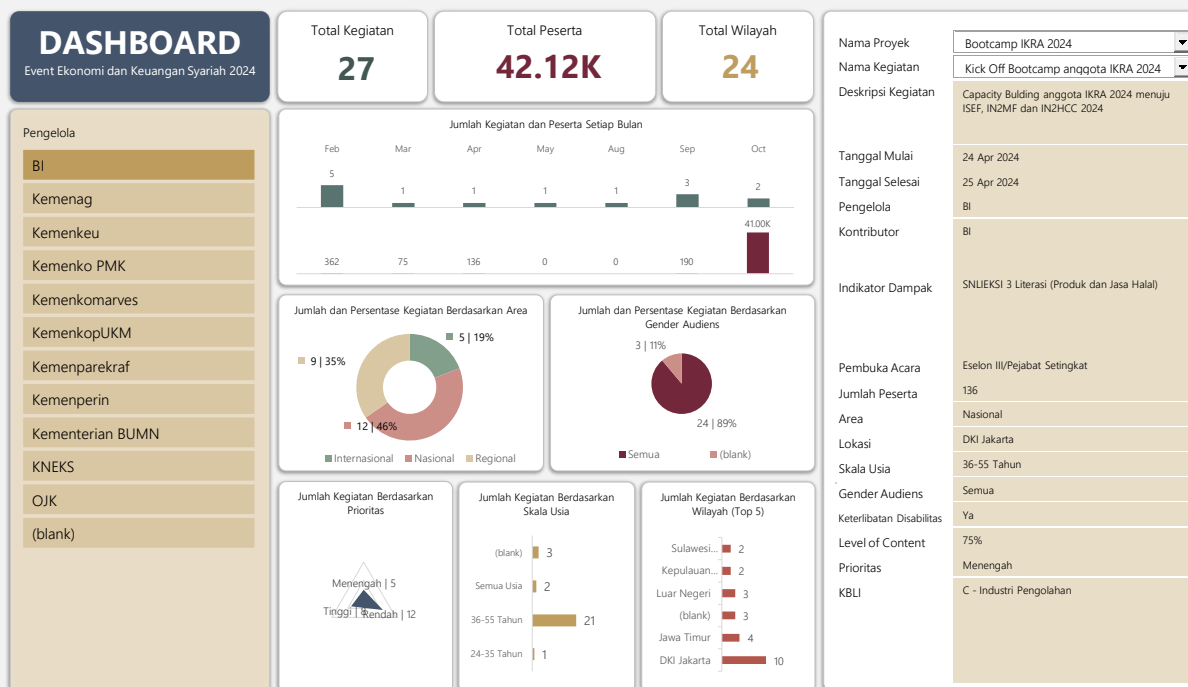 DASHBOARD
Event Ekonomi dan Keuangan Syariah 2024
Total Kegiatan
27
Total Peserta
42.12K
Total Wilayah
24
Pengelola
BI
Kemenag
Kemenkeu
Kemenko PMK
Kemenkomarves
KemenkopUKM
Kemenparekraf
Kemenperin
Kementerian BUMN
KNEKS
OJK
(blank)
Jumlah Kegiatan dan Peserta Setiap Bulan
Feb Mar Apr May Aug Sep Oct
5 1 1 1 1 3 2
362 75 136 0 0 190 41.00K
Jumlah dan Persentase Kegiatan Berdasarkan Area
5 | 19%
9 | 35%
12 | 46%
Internasional Nasional Regional
Jumlah dan Persentase Kegiatan Berdasarkan
Gender Audiens
3 | 11%
24 | 89%
Semua (blank)
Jumlah Kegiatan Berdasarkan
Prioritas
Menengah | 5
Tinggi |
Rendah | 12
Jumlah Kegiatan Berdasarkan
Skala Usia
(blank) 3
Semua Usia 2
36-55 Tahun 21
24-35 Tahun 1
Jumlah Kegiatan Berdasarkan
Wilayah (Top 5)
Sulawesi... 2
Kepulauan... 2
Luar Negeri 3
(blank) 3
Jawa Timur 4
DKI Jakarta 10
Nama Proyek Bootcamp IKRA 2024
Nama Kegiatan Kick Off Bootcamp anggota IKRA 2024
Deskripsi Kegiatan Capacity Bulding anggota IKRA 2024 menuju
ISEF, IN2MF dan IN2HCC 2024
Tanggal Mulai 24 Apr 2024
Tanggal Selesai 25 Apr 2024
Pengelola BI
Kontributor BI
Indikator Dampak SNLIEKSI 3 Literasi (Produk dan Jasa Halal)
Pembuka Acara Eselon III/Pejabat Setingkat
Jumlah Peserta 136
Area Nasional
Lokasi DKI Jakarta
Skala Usia 36-55 Tahun
Gender Audiens Semua
Keterlibatan Disabilitas Ya
Level of Content 75%
Prioritas Menengah
KBLI C - Industri Pengolahan